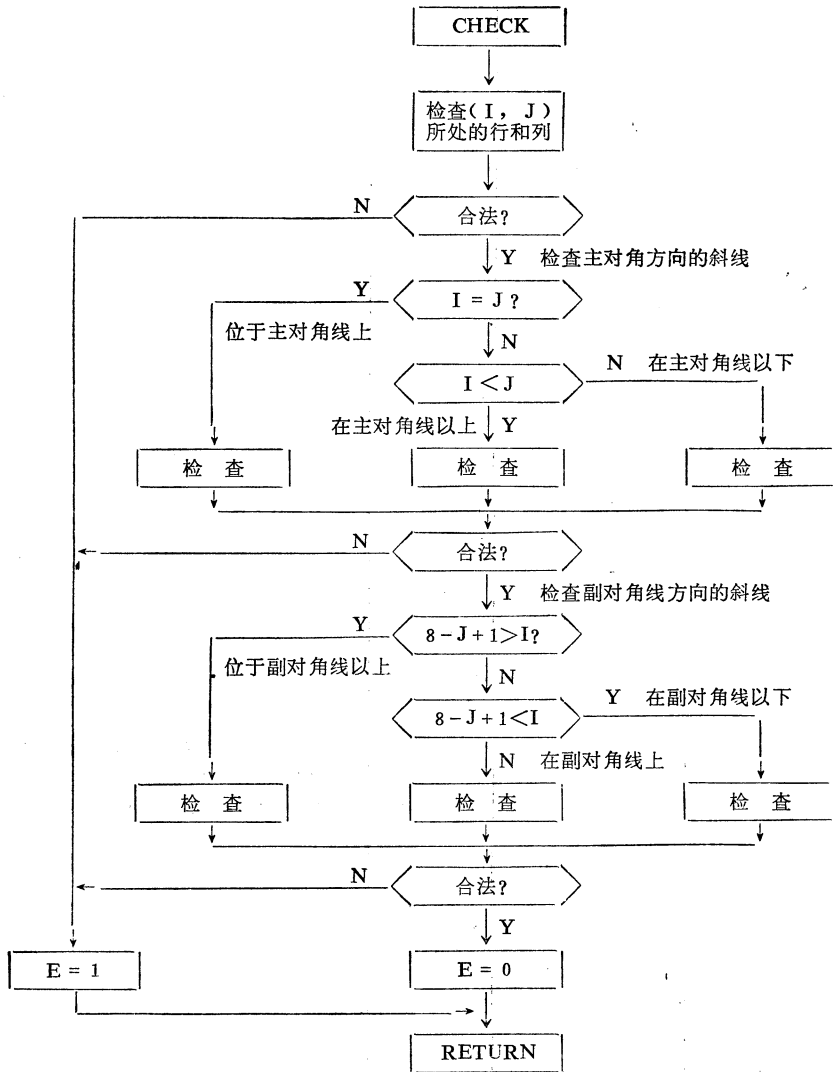 CHECK
检查(I, J)
所处的行和列
N
合法?
Y 检查主对角方向的斜线
Y
I = J ?
位于主对角线上
N
I < J
N 在主对角线以下
在主对角线以上 Y
检 查
检 查
检 查
N
合法?
Y 检查副对角线方向的斜线
Y
8 - J + 1 > I?
位于副对角线以上
N
8 - J + 1 < I
Y 在副对角线以下
N 在副对角线上
检 查
检 查
检 查
N
合法?
Y
E = 1
E = 0
RETURN